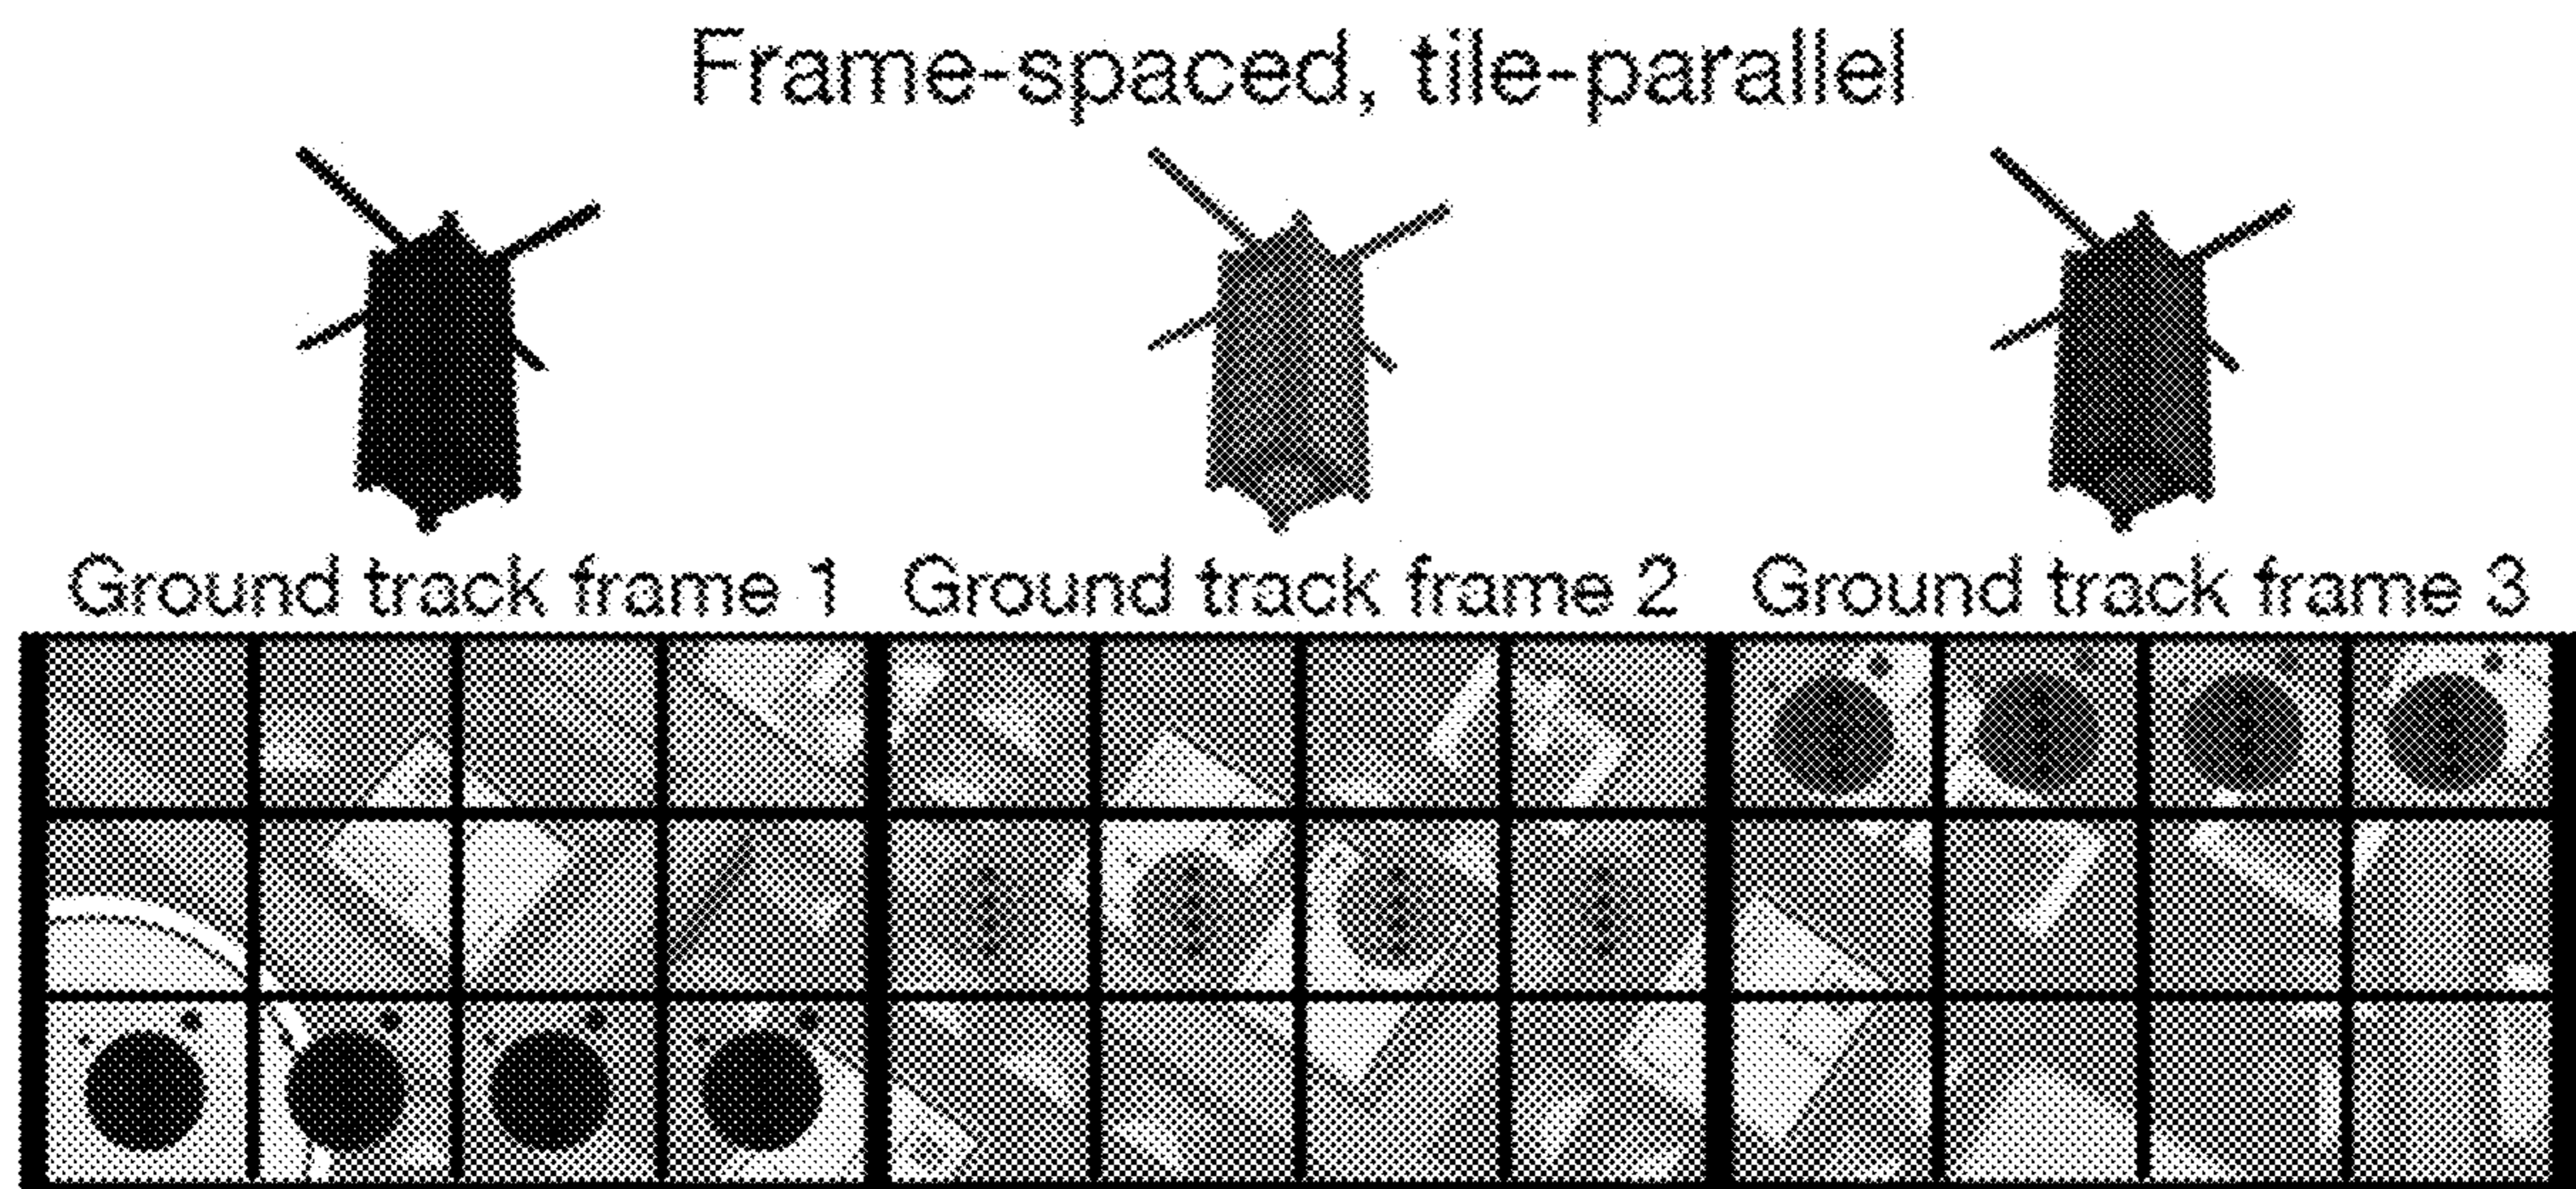 Frame-spaced, tile-parallel
Ground track frame 1 Ground track frame 2 Ground track frame 3